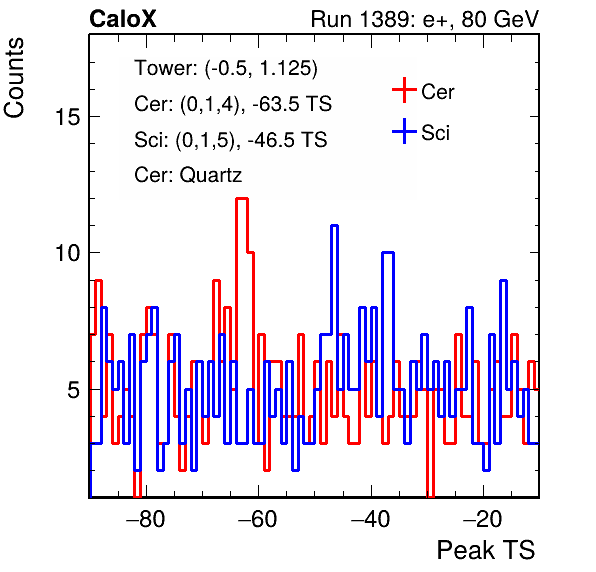 CaloX Run 1389: e+, 80 GeV
Counts
Tower: (-0.5, 1.125)
Cer: (0,1,4), -63.5 TS
Sci: (0,1,5), -46.5 TS
Cer: Quartz
Cer
Sci
15
10
5
−80 −60 −40 −20
Peak TS